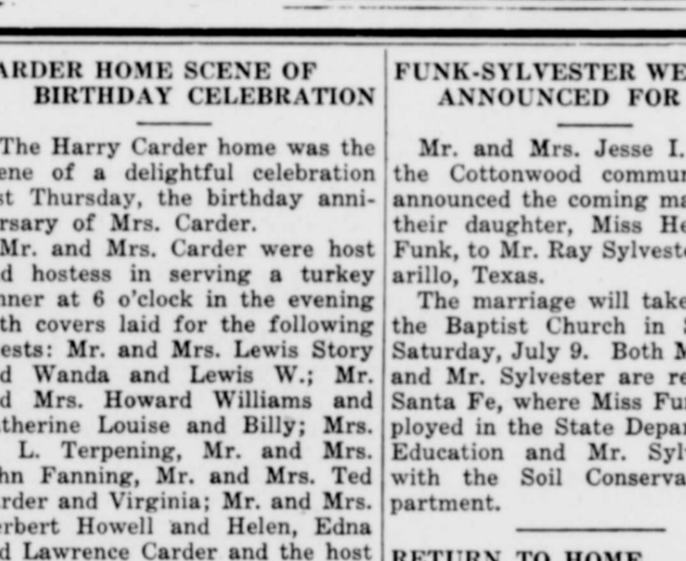 ARDER HOME SCENE OF
BIRTHDAY CELEBRATION
The Harry Carder home was the
ene of a delightful celebration
st Thursday, the birthday anni-
rsary of Mrs. Carder.
Mr. and Mrs. Carder were host
d hostess in serving a turkey
nner at 6 o'clock in the evening
th covers laid for the following
ests: Mr. and Mrs. Lewis Story
d Wanda and Lewis W.; Mr.
d Mrs. Howard Williams and
therine Louise and Billy; Mrs.
L. Terpening, Mr. and Mrs.
hn Fanning, Mr. and Mrs. Ted
rder and Virginia; Mr. and Mrs.
erbert Howell and Helen, Edna
d Lawrence Carder and the host
FUNK-SYLVESTER WE
ANNOUNCED FOR
Mr. and Mrs. Jesse I.
the Cottonwood commun
announced the coming ma
their daughter, Miss He
Funk, to Mr. Ray Sylveste
arillo, Texas.
The marriage will take
the Baptist Church in S
Saturday, July 9. Both M
and Mr. Sylvester are re
Santa Fe, where Miss Fu
ployed in the State Depar
Education and Mr. Syl
with the Soil Conserva
partment.
RETURN TO HOME